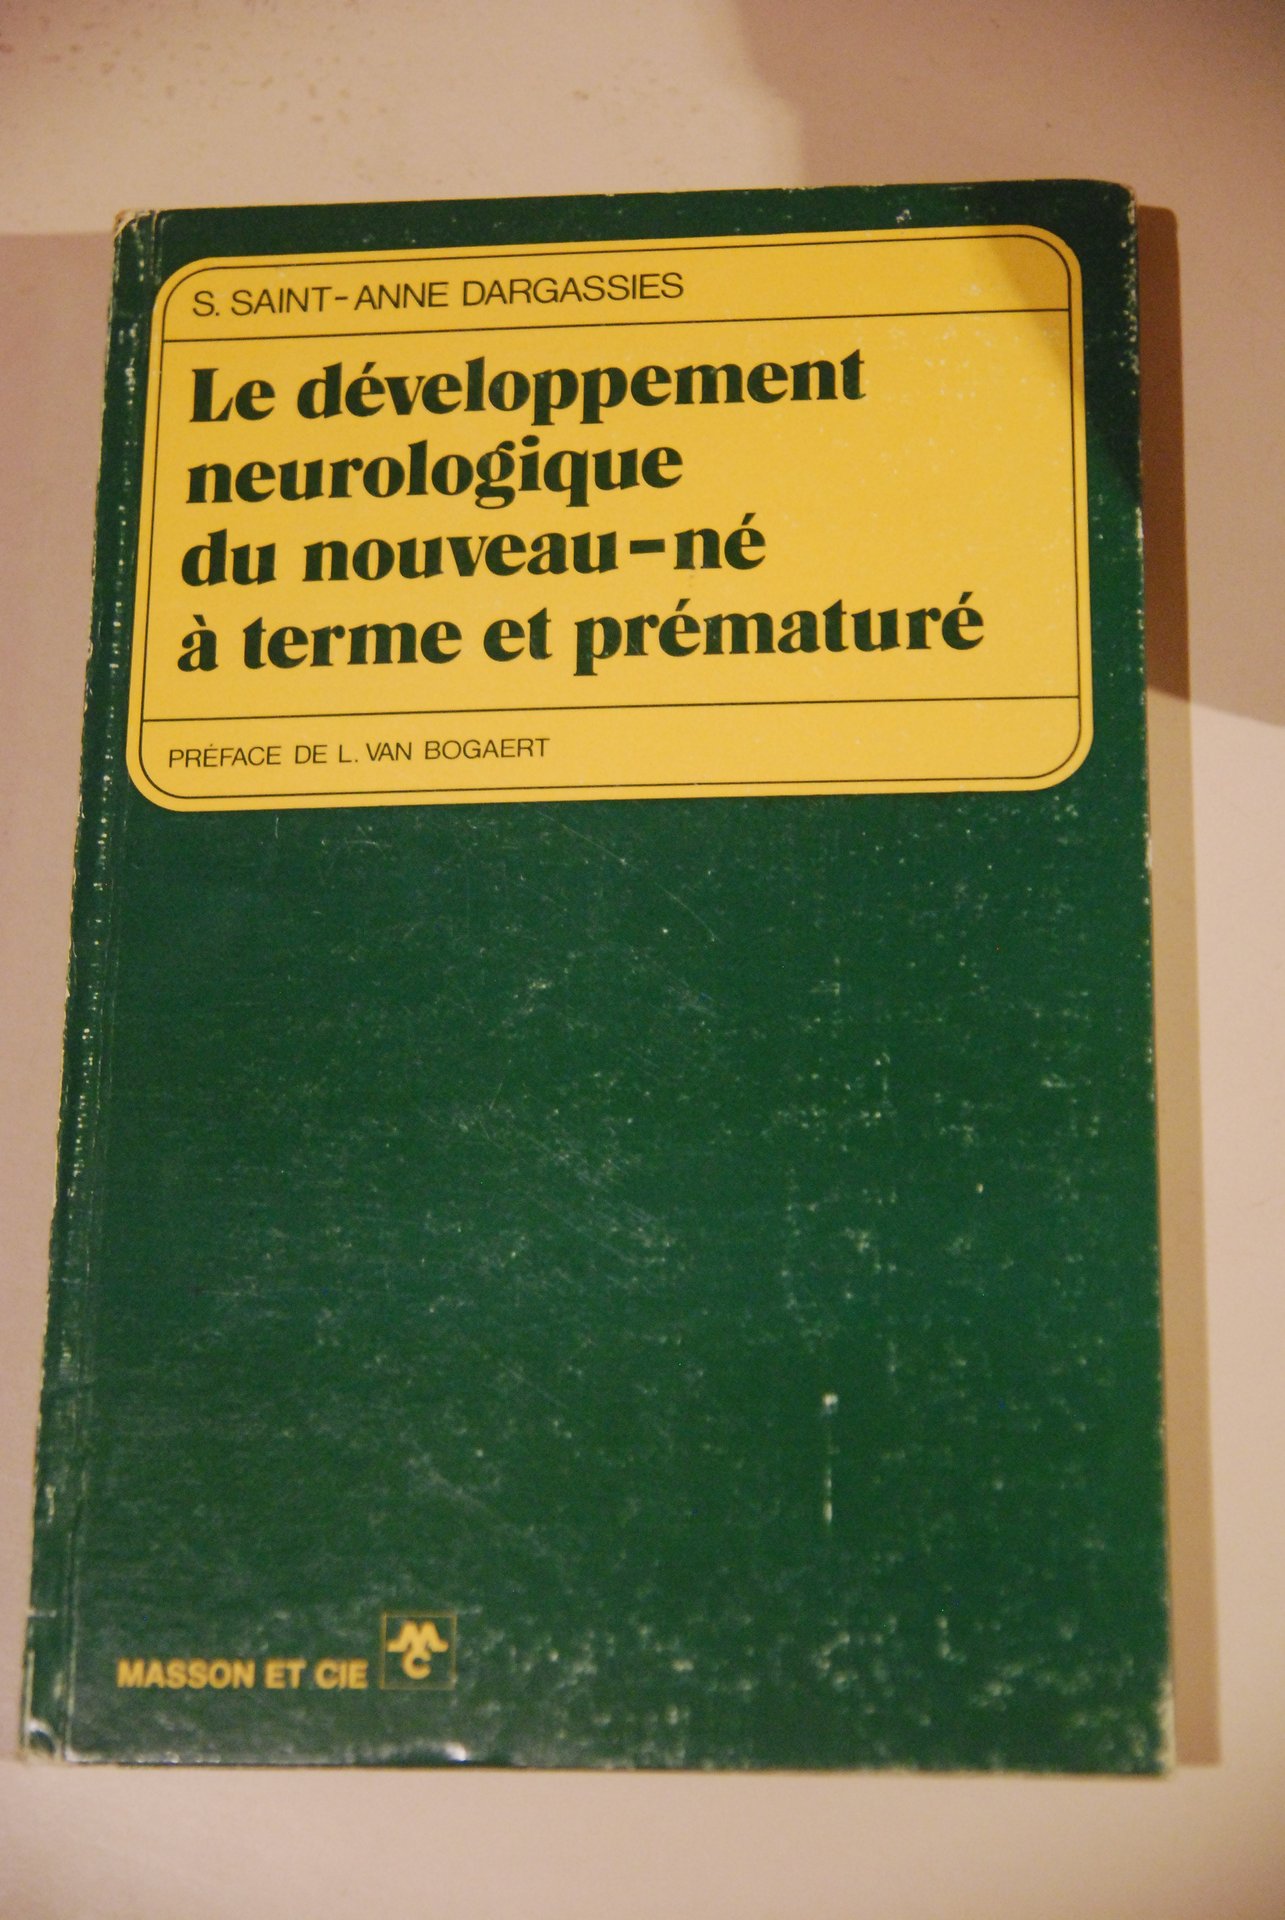 S. SAINT-ANNE DARGASSIES
Le développement
neurologique
du nouveau-né
à terme et prématuré
PRÉFACE DE L. VAN BOGAERT
MASSON ET CIE
M
C